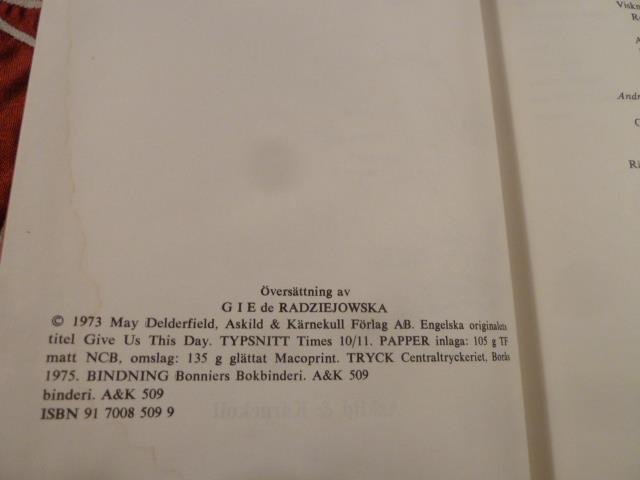 Översättning av
G I E de RADZIEJOWSKA
© 1973 May Delderfield, Askild & Kärnekull Förlag AB. Engelska originalets
titel Give Us This Day. TYPSNITT Times 10/11. PAPPER inlaga: 105 g TF
matt NCB, omslag: 135 g glättat Macoprint. TRYCK Centraltryckeriet, Borås
1975. BINDNING Bonniers Bokbinderi. A&K 509
binderi. A&K 509
ISBN 91 7008 509 9